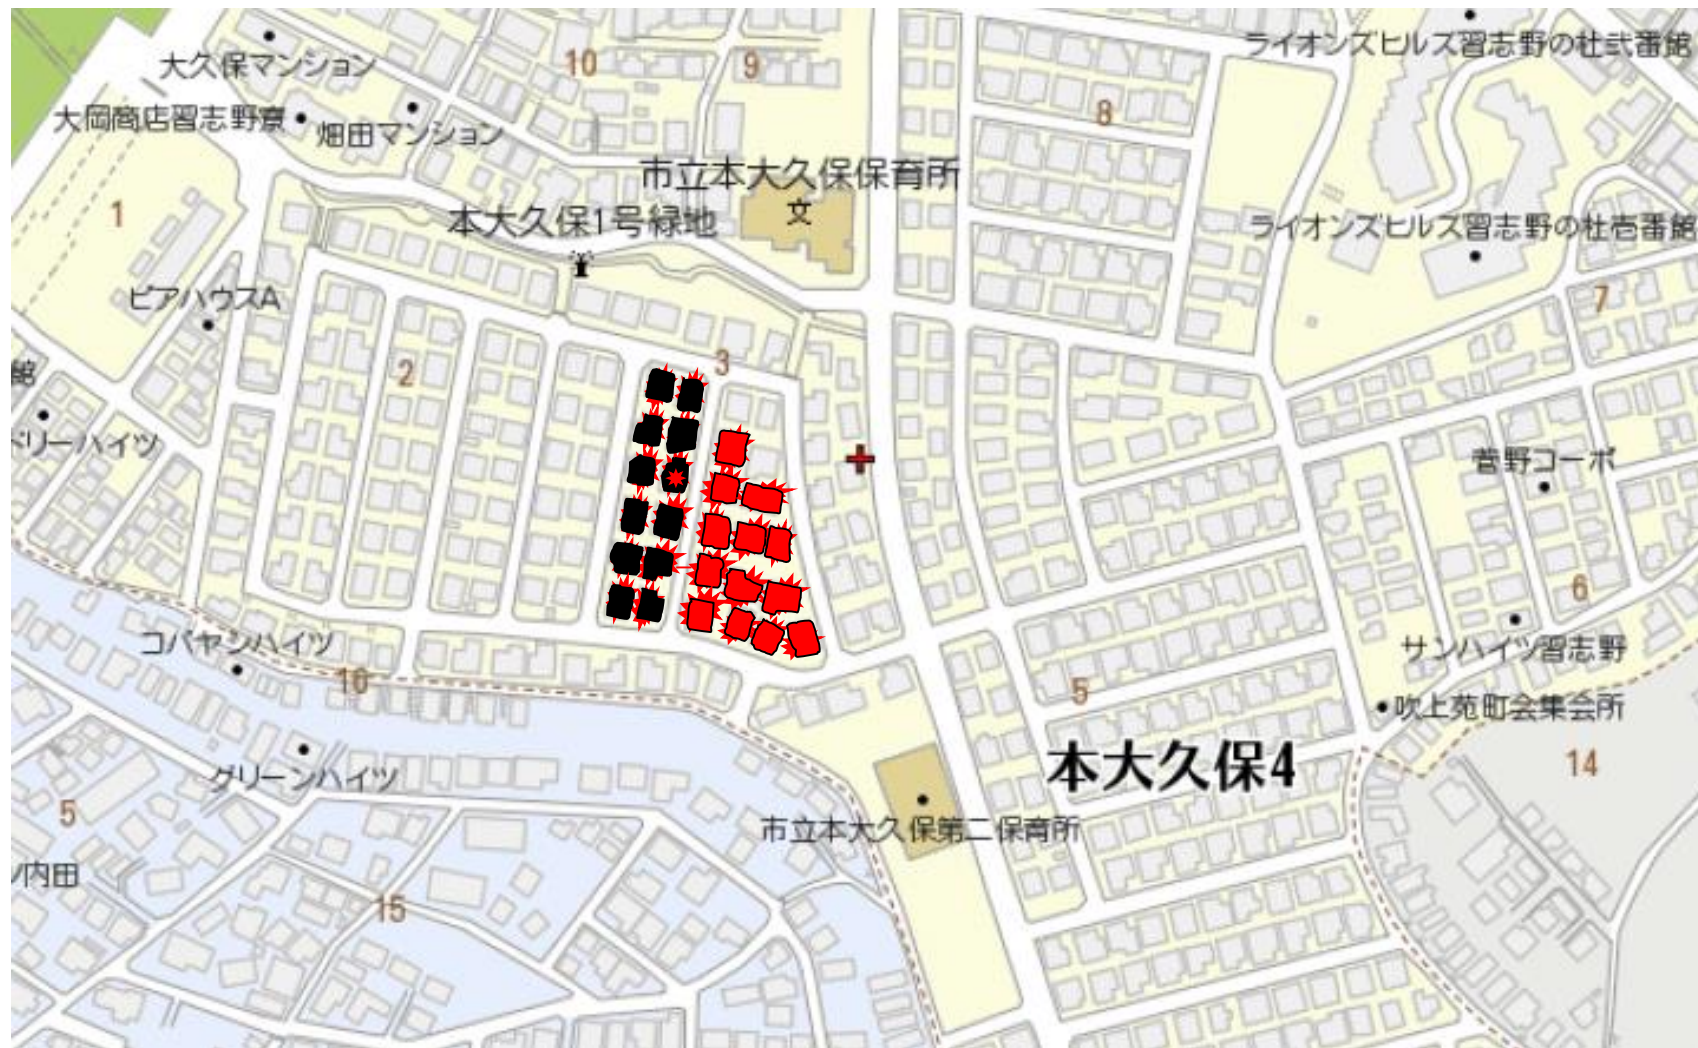 ライオンズヒルズ習志野の杜弐番館
10
9
大久保マンション
8
大岡商店習志野寮
畑田マンション
市立本大久保保育所
文
1
本大久保1号緑地
ライオンズヒルズ習志野の杜壱番館
ピアハウスA
7
館
2
3
ドリーハイツ
菅野コーポ
6
コバヤシハイツ
サンハイツ習志野
16
5
吹上苑町会集会所
グリーンハイツ
本大久保4
14
5
市立本大久保第二保育所
内田
15